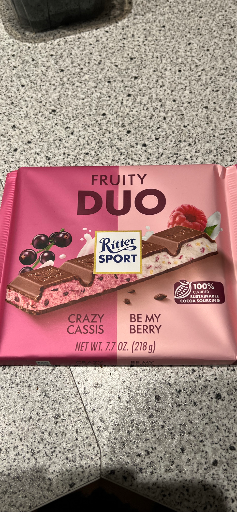 FRUITY
DUO
Ritter
SPORT
100%
CERTIFIED
SUSTAINABLE
COCOA SOURCING
CRAZY
CASSIS
BE MY
BERRY
NET WT. 7.7 OZ. (218 g)